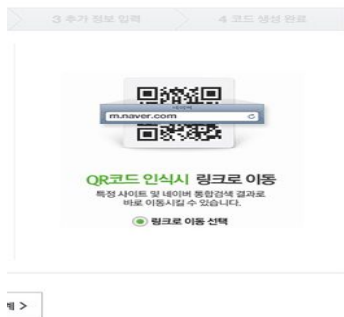 3 추가 정보 입력
4 코드 생성 완료
네이버
m.naver.com
QR코드 인식시 링크로 이동
특정 사이트 및 네이버 통합검색 결과로
바로 이동시킬 수 있습니다.
링크로 이동 선택
>